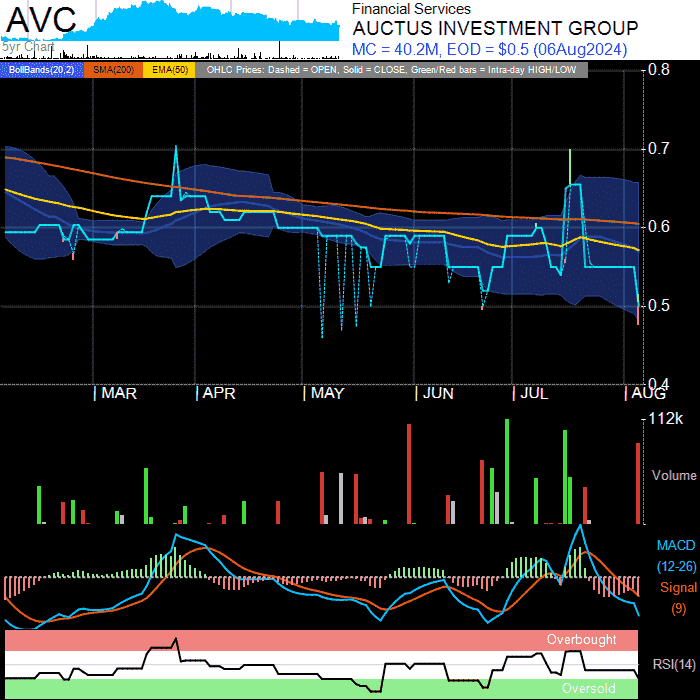 AVC
5yr Chart
Financial Services
AUCTUS INVESTMENT GROUP
MC = 40.2M, EOD = $0.5 (06Aug2024)
BollBands(20,2) SMA(200) EMA(50) OHLC Prices: Dashed = OPEN, Solid = CLOSE, Green/Red bars = Intra-day HIGH/LOW
0.8
0.7
0.6
0.5
0.4
| MAR | APR | MAY | JUN | JUL | AUG
112k
Volume
MACD
(12-26)
Signal
(9)
Overbought
RSI(14)
Oversold